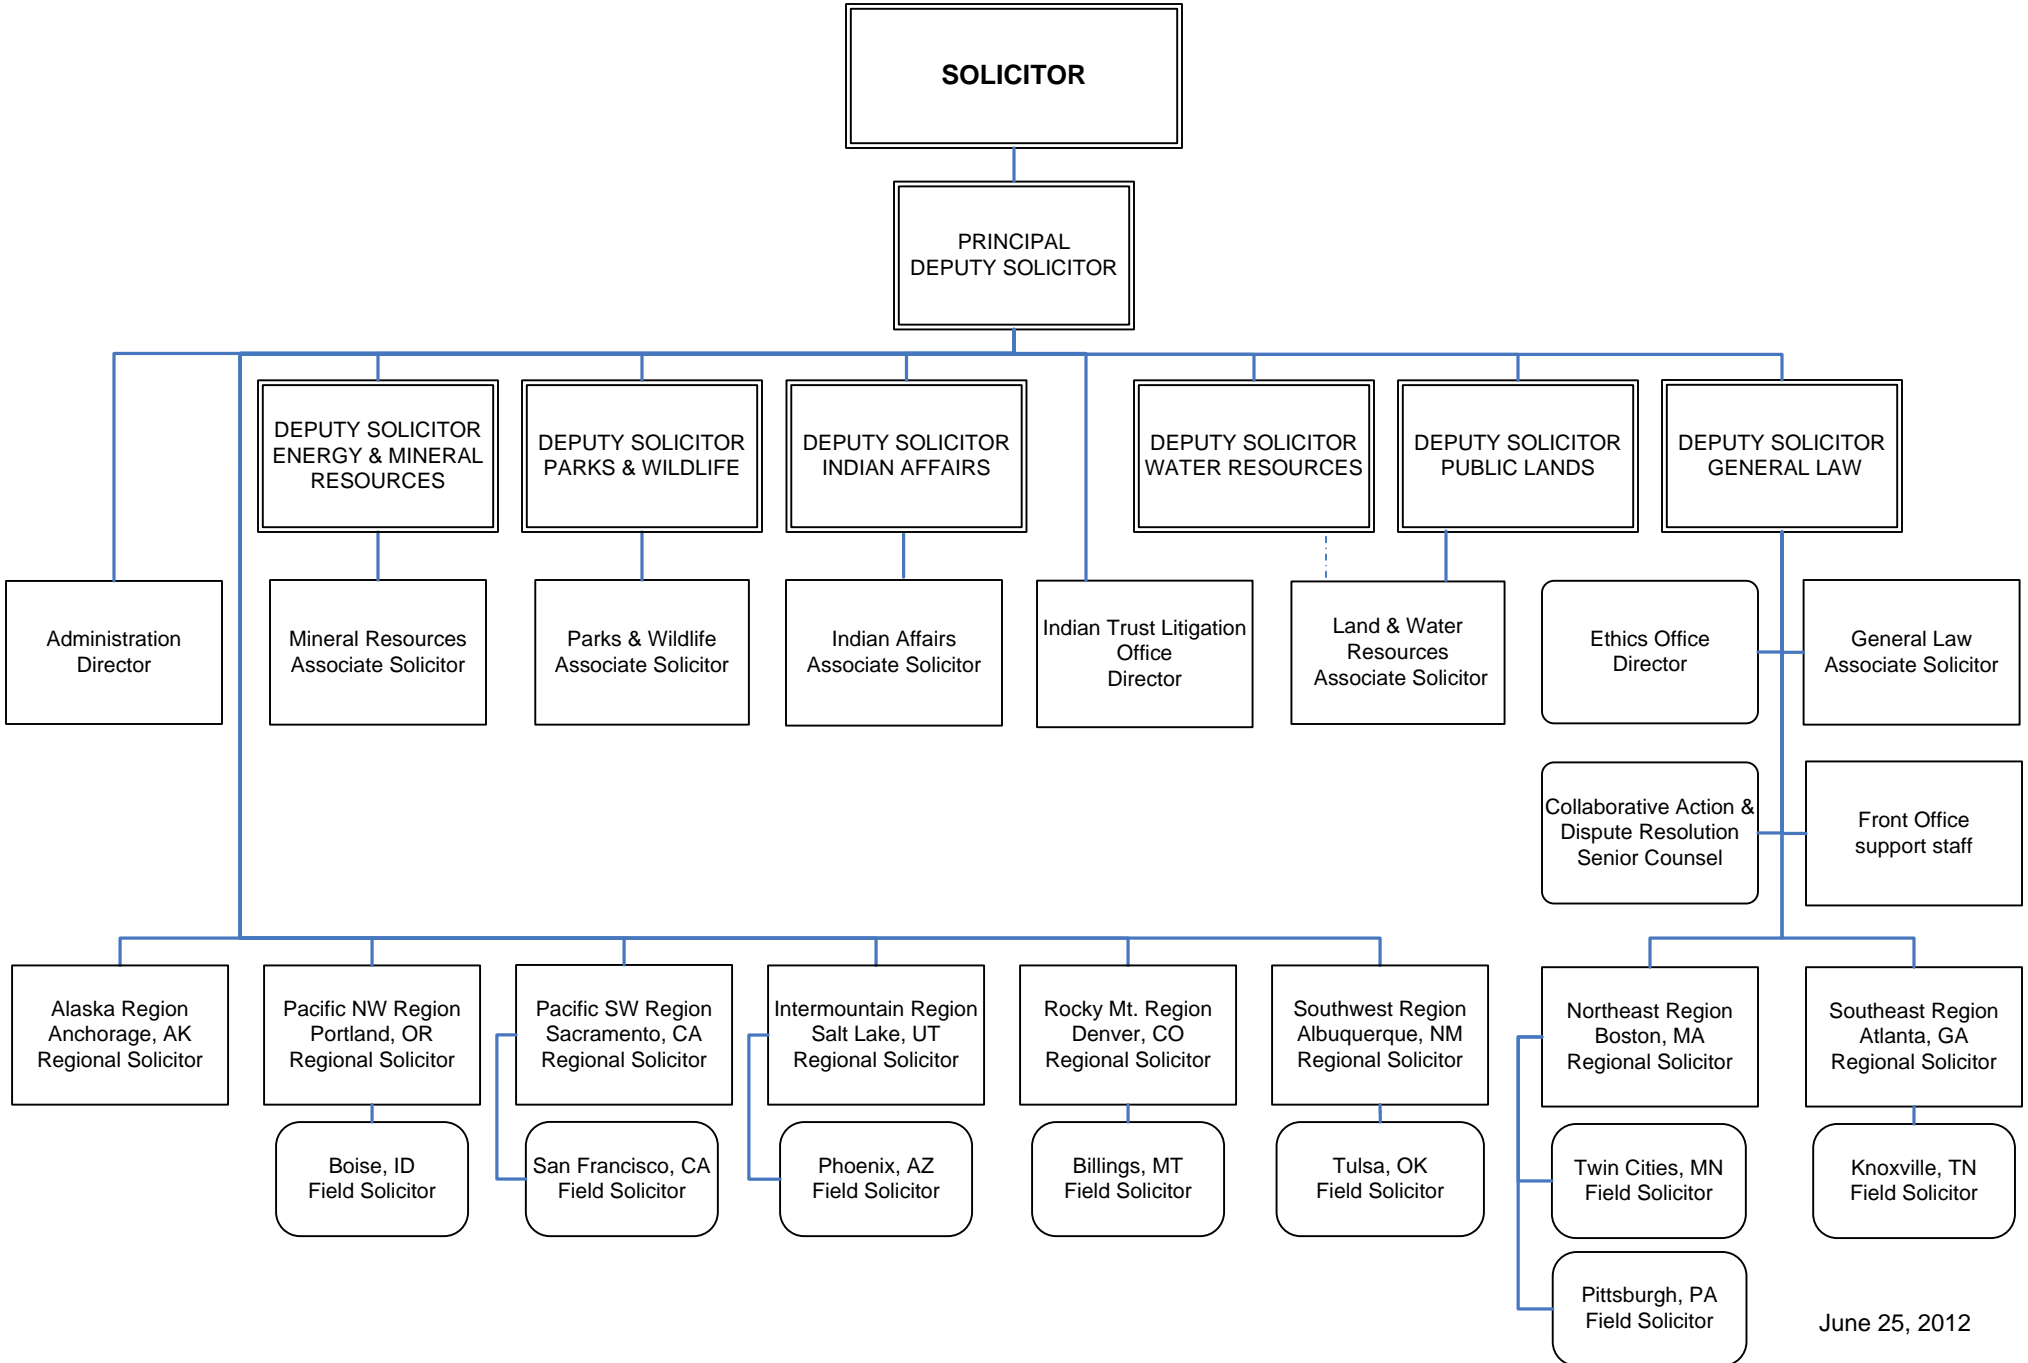 SOLICITOR
PRINCIPAL
DEPUTY SOLICITOR
DEPUTY SOLICITOR
ENERGY & MINERAL
RESOURCES
DEPUTY SOLICITOR
PARKS & WILDLIFE
DEPUTY SOLICITOR
INDIAN AFFAIRS
DEPUTY SOLICITOR
WATER RESOURCES
DEPUTY SOLICITOR
PUBLIC LANDS
DEPUTY SOLICITOR
GENERAL LAW
Administration
Director
Mineral Resources
Associate Solicitor
Parks & Wildlife
Associate Solicitor
Indian Affairs
Associate Solicitor
Indian Trust Litigation
Office
Director
Land & Water
Resources
Associate Solicitor
Ethics Office
Director
General Law
Associate Solicitor
Collaborative Action &
Dispute Resolution
Senior Counsel
Front Office
support staff
Alaska Region
Anchorage, AK
Regional Solicitor
Pacific NW Region
Portland, OR
Regional Solicitor
Pacific SW Region
Sacramento, CA
Regional Solicitor
Intermountain Region
Salt Lake, UT
Regional Solicitor
Rocky Mt. Region
Denver, CO
Regional Solicitor
Southwest Region
Albuquerque, NM
Regional Solicitor
Northeast Region
Boston, MA
Regional Solicitor
Southeast Region
Atlanta, GA
Regional Solicitor
Boise, ID
Field Solicitor
San Francisco, CA
Field Solicitor
Phoenix, AZ
Field Solicitor
Billings, MT
Field Solicitor
Tulsa, OK
Field Solicitor
Twin Cities, MN
Field Solicitor
Knoxville, TN
Field Solicitor
Pittsburgh, PA
Field Solicitor
June 25, 2012